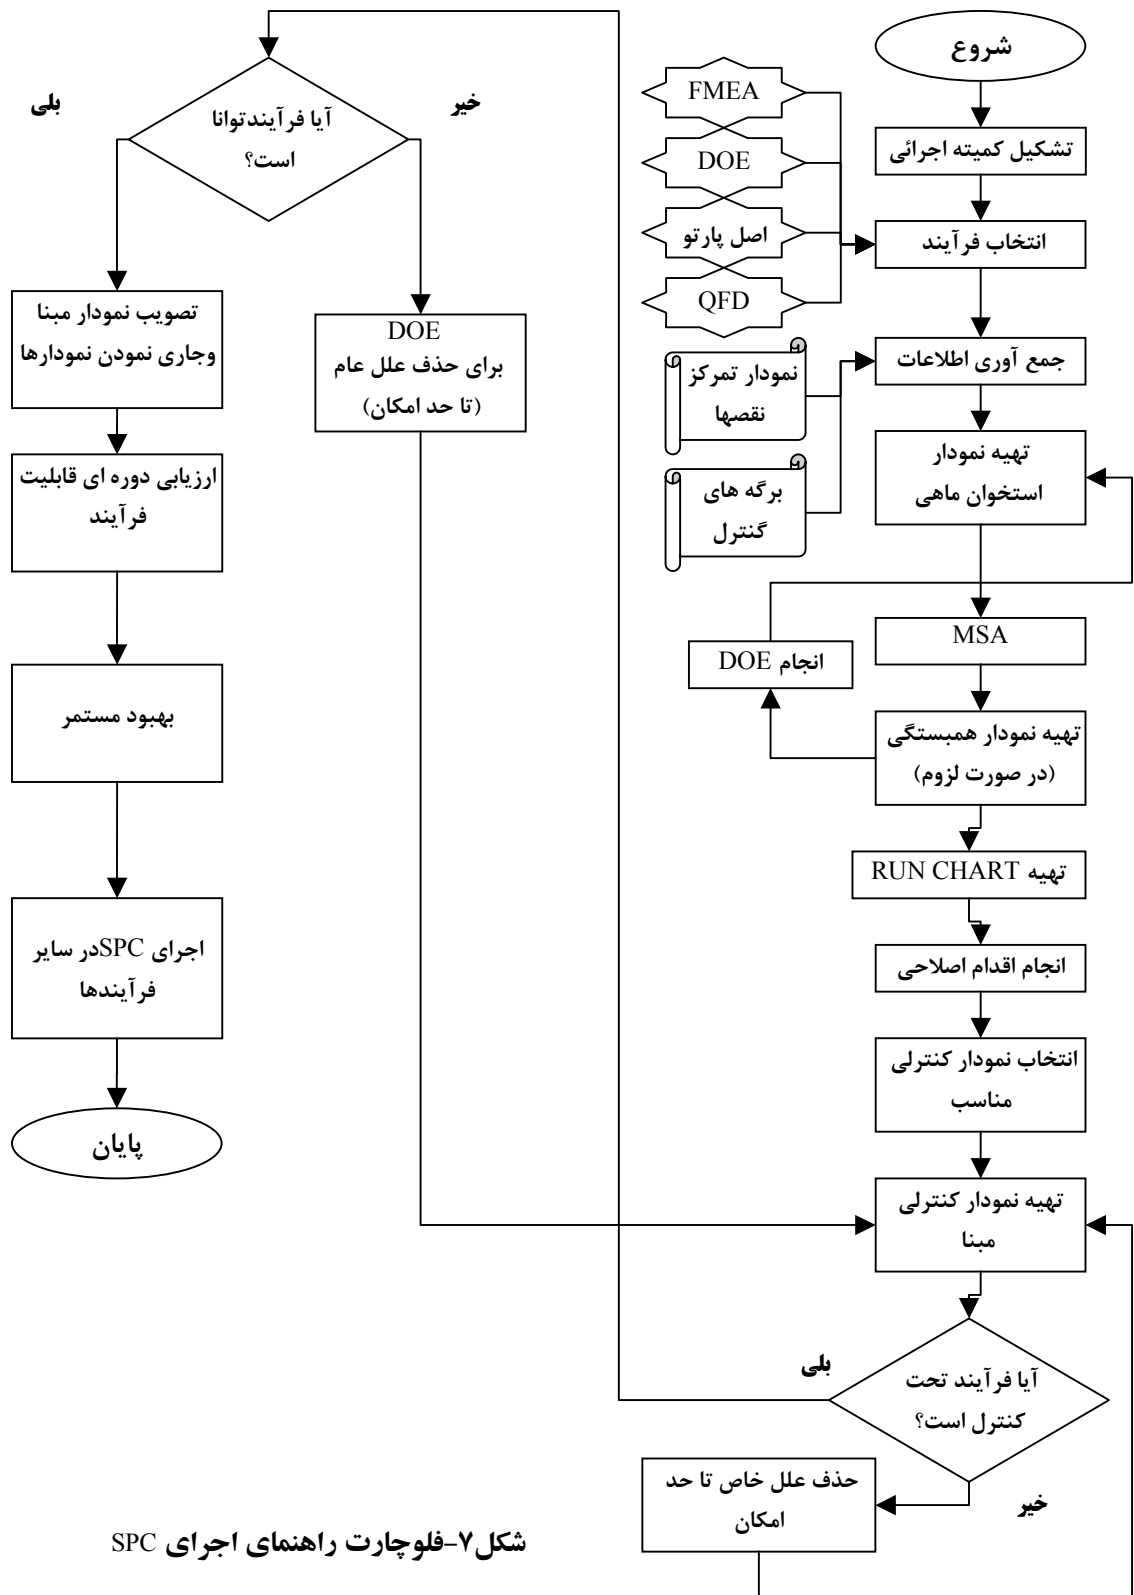 شروع
تشکیل کمیته اجرائی
FMEA
DOE
اصل پارتو
QFD
انتخاب فرآیند
نمودار تمرکز
نقصها
برگه های
گنترل
جمع آوری اطلاعات
تهیه نمودار
استخوان ماهی
MSA
انجام DOE
تهیه نمودار همبستگی
(در صورت لزوم)
تهیه RUN CHART
انجام اقدام اصلاحی
انتخاب نمودار کنترلی
مناسب
تهیه نمودار کنترلی
مبنا
آیا فرآیند تحت
کنترل است؟
بلی
خیر
حذف علل خاص تا حد
امکان
آیا فرآیندتوانا
است؟
خیر
بلی
DOE
برای حذف علل عام
(تا حد امکان)
تصویب نمودار مبنا
وجاری نمودن نمودارها
ارزیابی دوره ای قابلیت
فرآیند
بهبود مستمر
اجرای SPCدر سایر
فرآیندها
پایان
شکل۷-فلوچارت راهنمای اجرای SPC